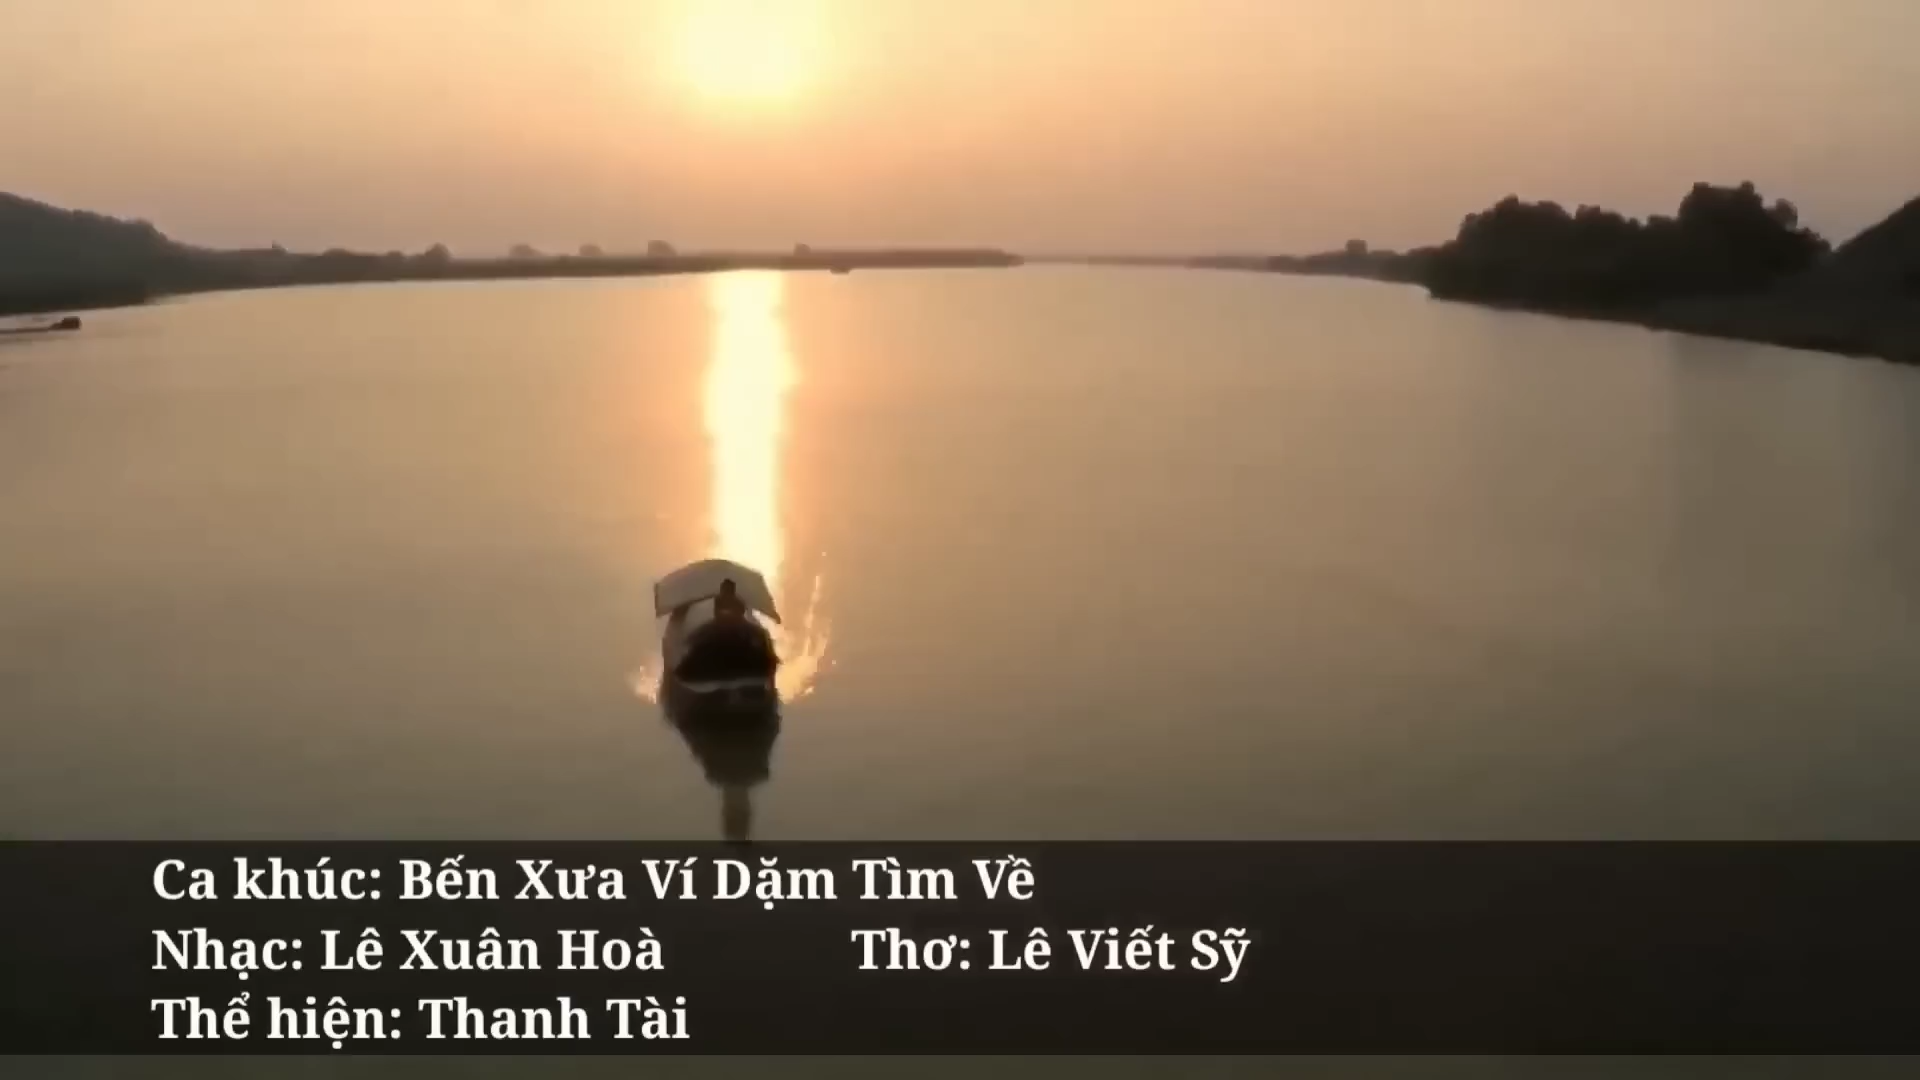 Ca khúc: Bến Xưa Ví Dặm Tìm Về
Nhạc: Lê Xuân Hoà Thơ: Lê Viết Sỹ
Thể hiện: Thanh Tài